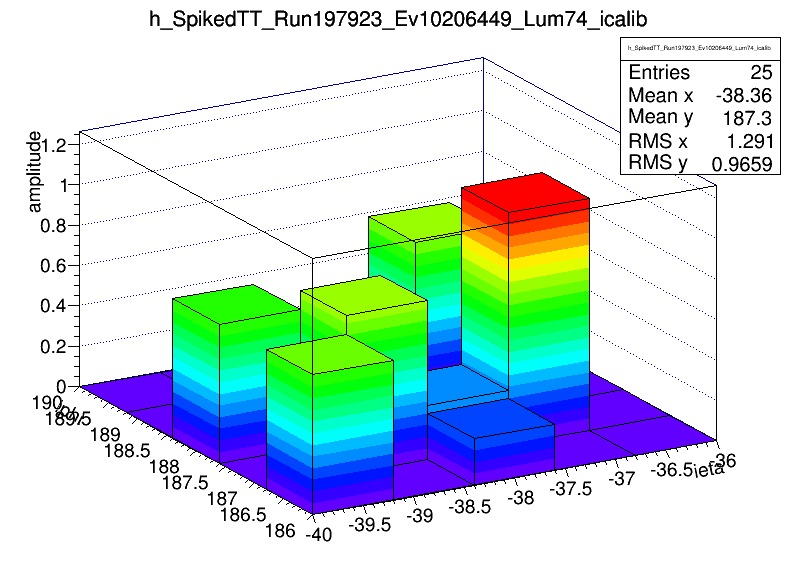 h_SpikedTT_Run197923_Ev10206449_Lum74_icalib
h_SpikedTT_Run197923_Ev10206449_Lum74_icalib
Entries 25
Mean x -38.36
Mean y 187.3
RMS x 1.291
RMS y 0.9659
amplitude
1.2
1
0.8
0.6
0.4
0.2
0
190
189.5
189
188.5
188
187.5
187
186.5
186
-40
-39.5
-39
-38.5
-38
-37.5
-37
-36.5
-36
ieta